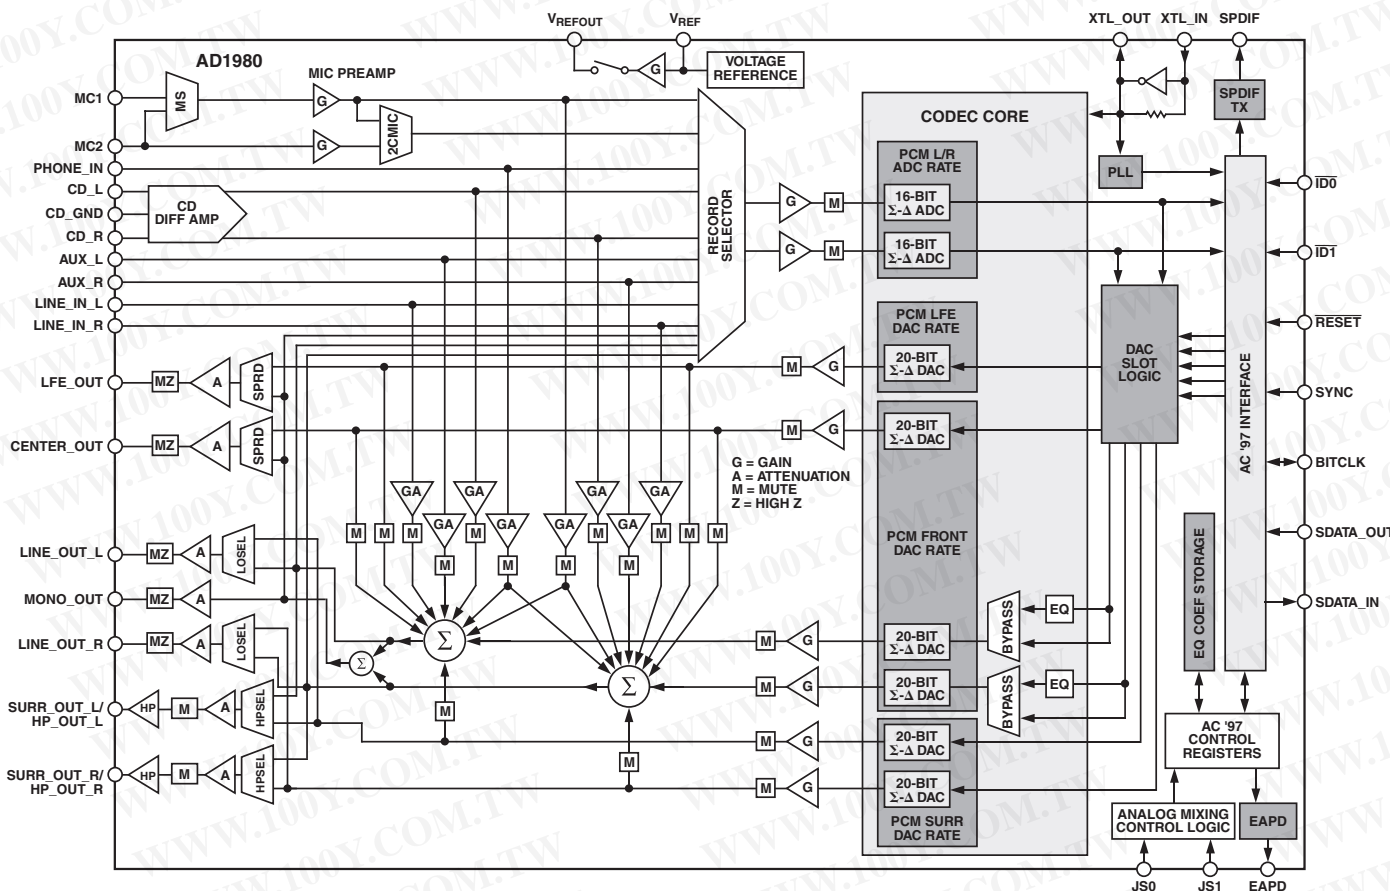 V_REFOUT
V_REF
XTL_OUT
XTL_IN
SPDIF
AD1980
MIC PREAMP
VOLTAGE
REFERENCE
G
MC1
MS
G
2CMIC
MC2
G
PHONE_IN
CD_L
CD_GND
CD_R
CD
DIFF AMP
AUX_L
AUX_R
LINE_IN_L
LINE_IN_R
RECORD
SELECTOR
G
M
G
M
CODEC CORE
PCM L/R
ADC RATE
16-BIT
Σ-Δ ADC
16-BIT
Σ-Δ ADC
PCM LFE
DAC RATE
20-BIT
Σ-Δ DAC
20-BIT
Σ-Δ DAC
PCM FRONT
DAC RATE
20-BIT
Σ-Δ DAC
20-BIT
Σ-Δ DAC
20-BIT
Σ-Δ DAC
20-BIT
Σ-Δ DAC
PCM SURR
DAC RATE
BYPASS
EQ
BYPASS
EQ
SPDIF
TX
PLL
DAC
SLOT
LOGIC
AC '97 INTERFACE
EQ COEF STORAGE
AC '97
CONTROL
REGISTERS
ANALOG MIXING
CONTROL LOGIC
EAPD
ID0
ID1
RESET
SYNC
BITCLK
SDATA_OUT
SDATA_IN
JS0
JS1
EAPD
LFE_OUT
MZ
A
SPRD
M
G
CENTER_OUT
MZ
A
SPRD
M
G
G = GAIN
A = ATTENUATION
M = MUTE
Z = HIGH Z
GA
GA
GA
GA
GA
GA
GA
GA
M
M
M
M
M
M
M
M
M
M
M
M
LINE_OUT_L
MZ
A
LOSEL
MONO_OUT
MZ
A
LINE_OUT_R
MZ
A
LOSEL
Σ
Σ
Σ
M
G
M
G
SURR_OUT_L/
HP_OUT_L
HP
M
A
HPSEL
M
M
G
SURR_OUT_R/
HP_OUT_R
HP
M
A
HPSEL
M
M
G
WWW.100Y.COM.TW